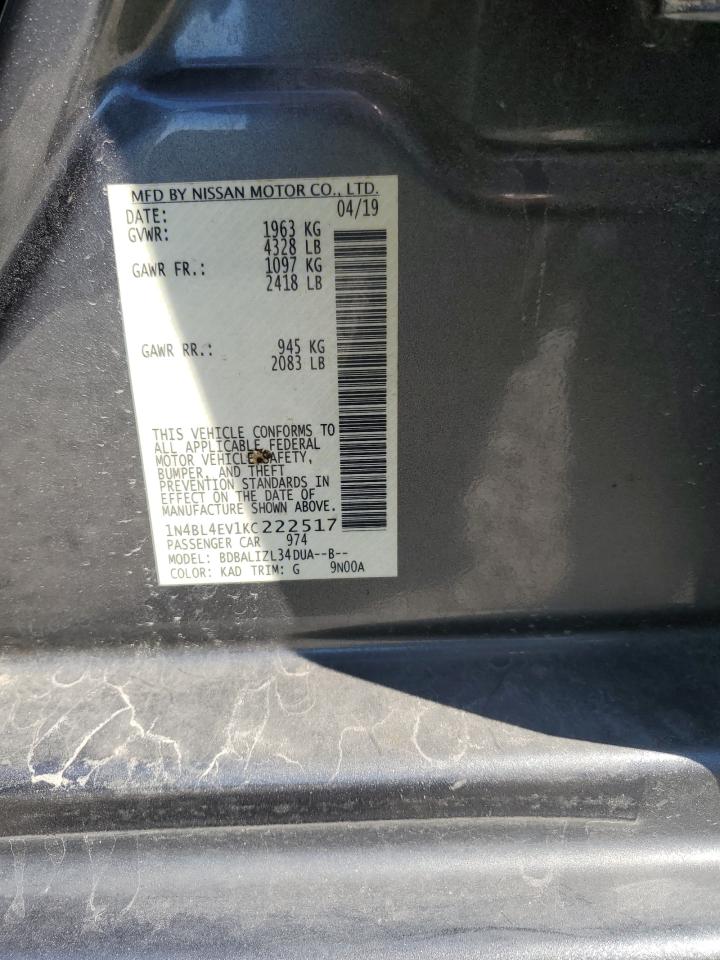 MFD BY NISSAN MOTOR CO., LTD.
DATE: 04/19
GVWR: 1963 KG
4328 LB
GAWR FR.: 1097 KG
2418 LB
GAWR RR.: 945 KG
2083 LB
THIS VEHICLE CONFORMS TO
ALL APPLICABLE FEDERAL
MOTOR VEHICLE SAFETY,
BUMPER, AND THEFT
PREVENTION STANDARDS IN
EFFECT ON THE DATE OF
MANUFACTURE SHOWN ABOVE.
1N4BL4EV1KC222517
PASSENGER CAR 974
MODEL: BDBALIZL34DUA--B--
COLOR: KAD TRIM: G 9N00A